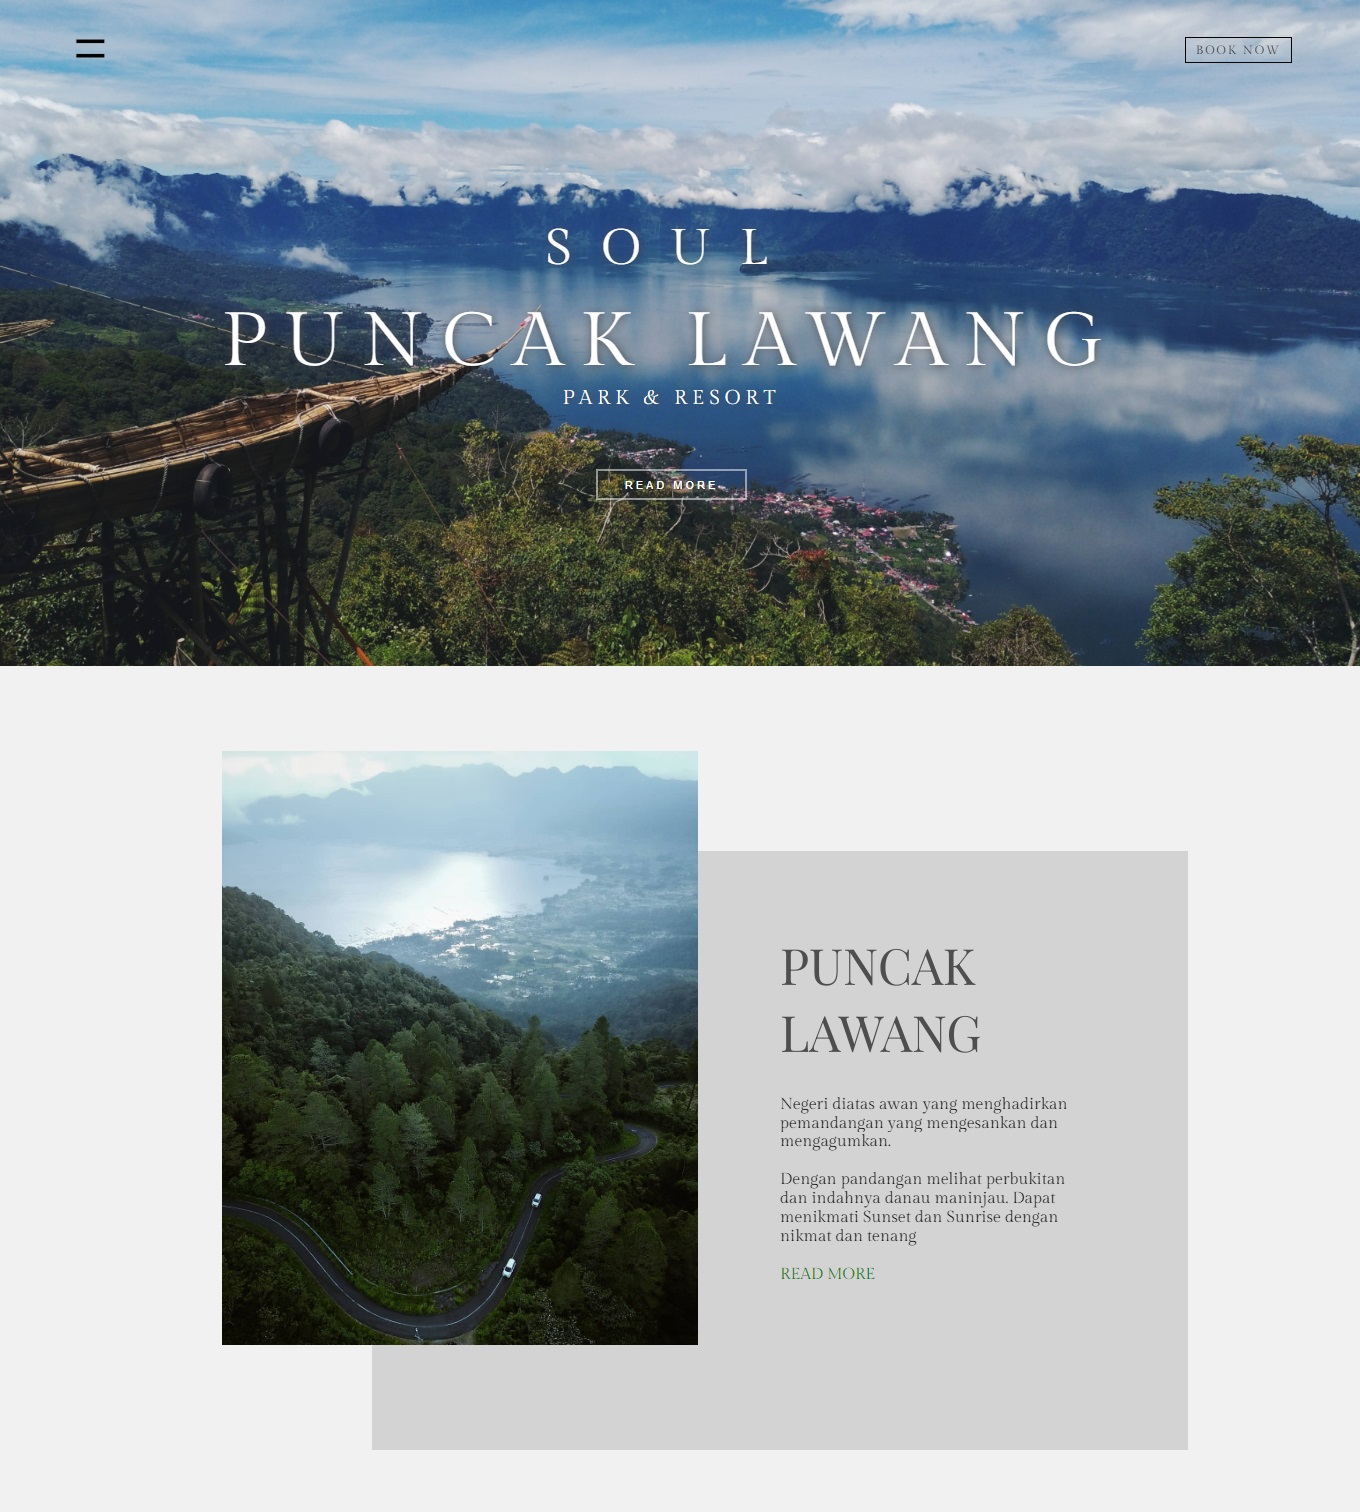 BOOK NOW
SOUL
PUNCAK LAWANG
PARK & RESORT
READ MORE
PUNCAK
LAWANG
Negeri diatas awan yang menghadirkan
pemandangan yang mengesankan dan
mengagumkan.
Dengan pandangan melihat perbukitan
dan indahnya danau maninjau. Dapat
menikmati Sunset dan Sunrise dengan
nikmat dan tenang
READ MORE